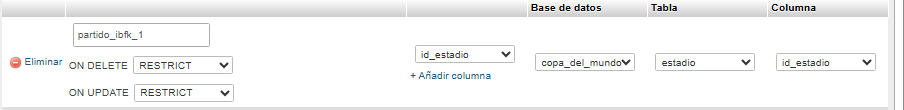 Base de datos Tabla Columna
partido_ibfk_1
Eliminar ON DELETE RESTRICT id_estadio copa_del_mundo estadio id_estadio
+ Añadir columna
ON UPDATE RESTRICT